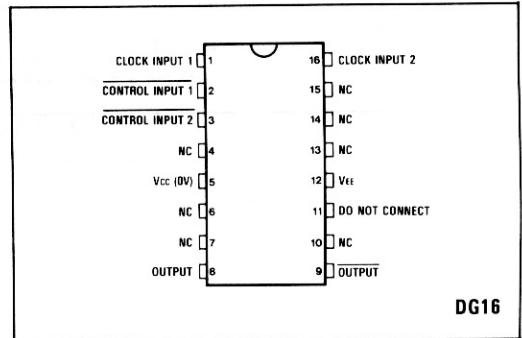 CLOCK INPUT 1 1 16 CLOCK INPUT 2
CONTROL INPUT 1 2 15 NC
CONTROL INPUT 2 3 14 NC
NC 4 13 NC
VCC (0V) 5 12 VEE
NC 6 11 DO NOT CONNECT
NC 7 10 NC
OUTPUT 8 9 OUTPUT
DG16